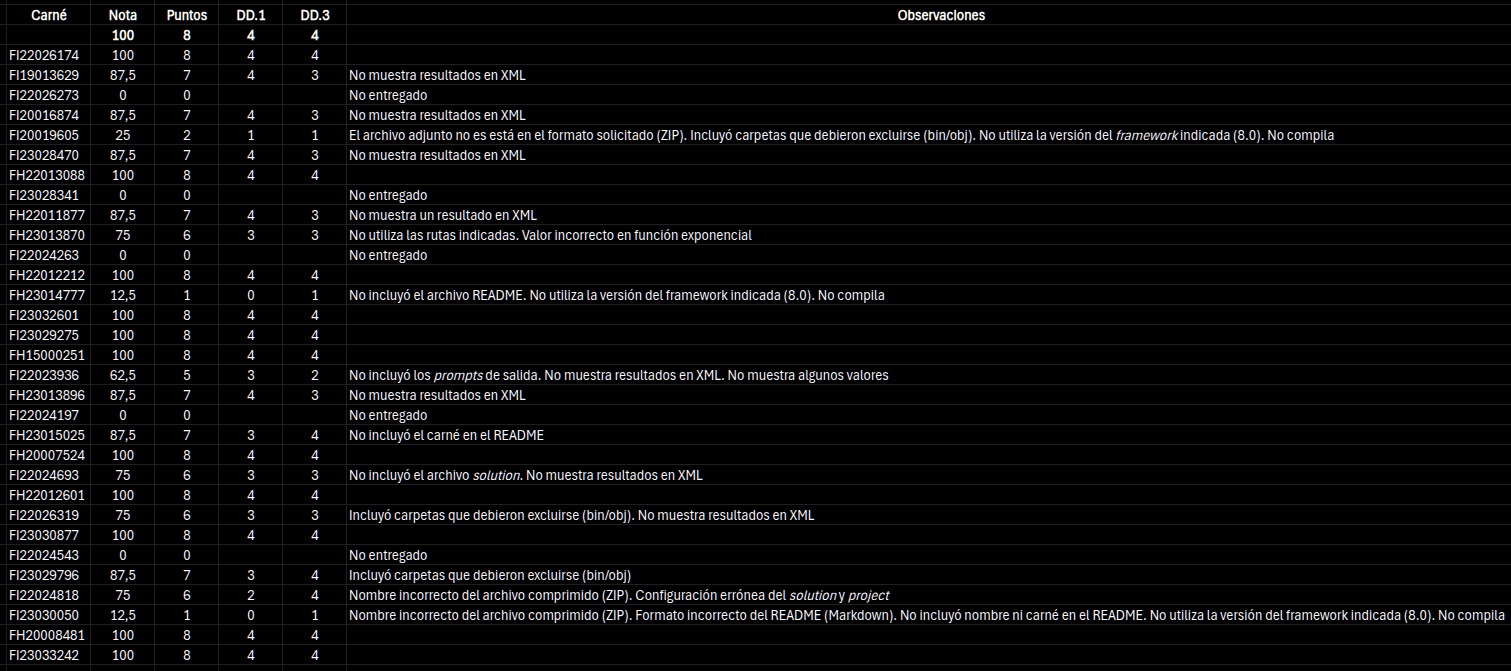 Carné Nota Puntos DD.1 DD.3 Observaciones
100 8 4 4
FI22026174 100 8 4 4
FI19013629 87,5 7 4 3 No muestra resultados en XML
FI22026273 0 0 No entregado
FI20016874 87,5 7 4 3 No muestra resultados en XML
FI20019605 25 2 1 1 El archivo adjunto no es está en el formato solicitado (ZIP). Incluyó carpetas que debieron excluirse (bin/obj). No utiliza la versión del framework indicada (8.0). No compila
FI23028470 87,5 7 4 3 No muestra resultados en XML
FH22013088 100 8 4 4
FI23028341 0 0 No entregado
FH22011877 87,5 7 4 3 No muestra un resultado en XML
FH23013870 75 6 3 3 No utiliza las rutas indicadas. Valor incorrecto en función exponencial
FI22024263 0 0 No entregado
FH22012212 100 8 4 4
FH23014777 12,5 1 0 1 No incluyó el archivo README. No utiliza la versión del framework indicada (8.0). No compila
FI23032601 100 8 4 4
FI23029275 100 8 4 4
FH15000251 100 8 4 4
FI22023936 62,5 5 3 2 No incluyó los prompts de salida. No muestra resultados en XML. No muestra algunos valores
FH23013896 87,5 7 4 3 No muestra resultados en XML
FI22024197 0 0 No entregado
FH23015025 87,5 7 3 4 No incluyó el carné en el README
FH20007524 100 8 4 4
FI22024693 75 6 3 3 No incluyó el archivo solution. No muestra resultados en XML
FH22012601 100 8 4 4
FI22026319 75 6 3 3 Incluyó carpetas que debieron excluirse (bin/obj). No muestra resultados en XML
FI23030877 100 8 4 4
FI22024543 0 0 No entregado
FI23029796 87,5 7 3 4 Incluyó carpetas que debieron excluirse (bin/obj)
FI22024818 75 6 2 4 Nombre incorrecto del archivo comprimido (ZIP). Configuración errónea del solution y project
FI23030050 12,5 1 0 1 Nombre incorrecto del archivo comprimido (ZIP). Formato incorrecto del README (Markdown). No incluyó nombre ni carné en el README. No utiliza la versión del framework indicada (8.0). No compila
FH20008481 100 8 4 4
FI23033242 100 8 4 4